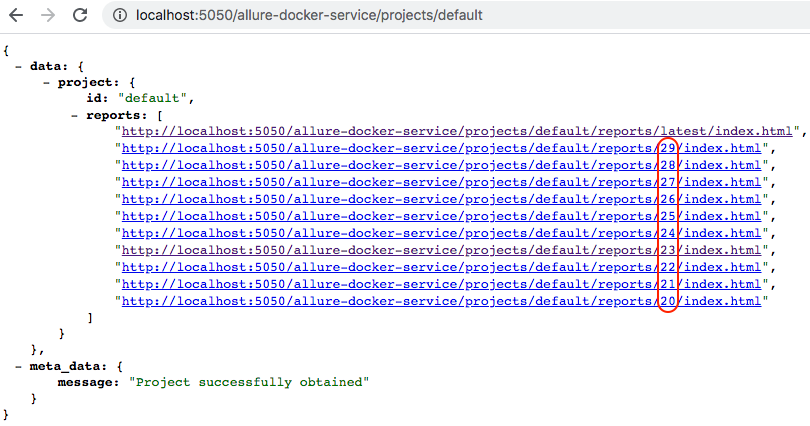 localhost:5050/allure-docker-service/projects/default
{
– data: {
– project: {
id: "default",
– reports: [
"http://localhost:5050/allure-docker-service/projects/default/reports/latest/index.html",
"http://localhost:5050/allure-docker-service/projects/default/reports/29/index.html",
"http://localhost:5050/allure-docker-service/projects/default/reports/28/index.html",
"http://localhost:5050/allure-docker-service/projects/default/reports/27/index.html",
"http://localhost:5050/allure-docker-service/projects/default/reports/26/index.html",
"http://localhost:5050/allure-docker-service/projects/default/reports/25/index.html",
"http://localhost:5050/allure-docker-service/projects/default/reports/24/index.html",
"http://localhost:5050/allure-docker-service/projects/default/reports/23/index.html",
"http://localhost:5050/allure-docker-service/projects/default/reports/22/index.html",
"http://localhost:5050/allure-docker-service/projects/default/reports/21/index.html",
"http://localhost:5050/allure-docker-service/projects/default/reports/20/index.html"
]
}
},
– meta_data: {
message: "Project successfully obtained"
}
}